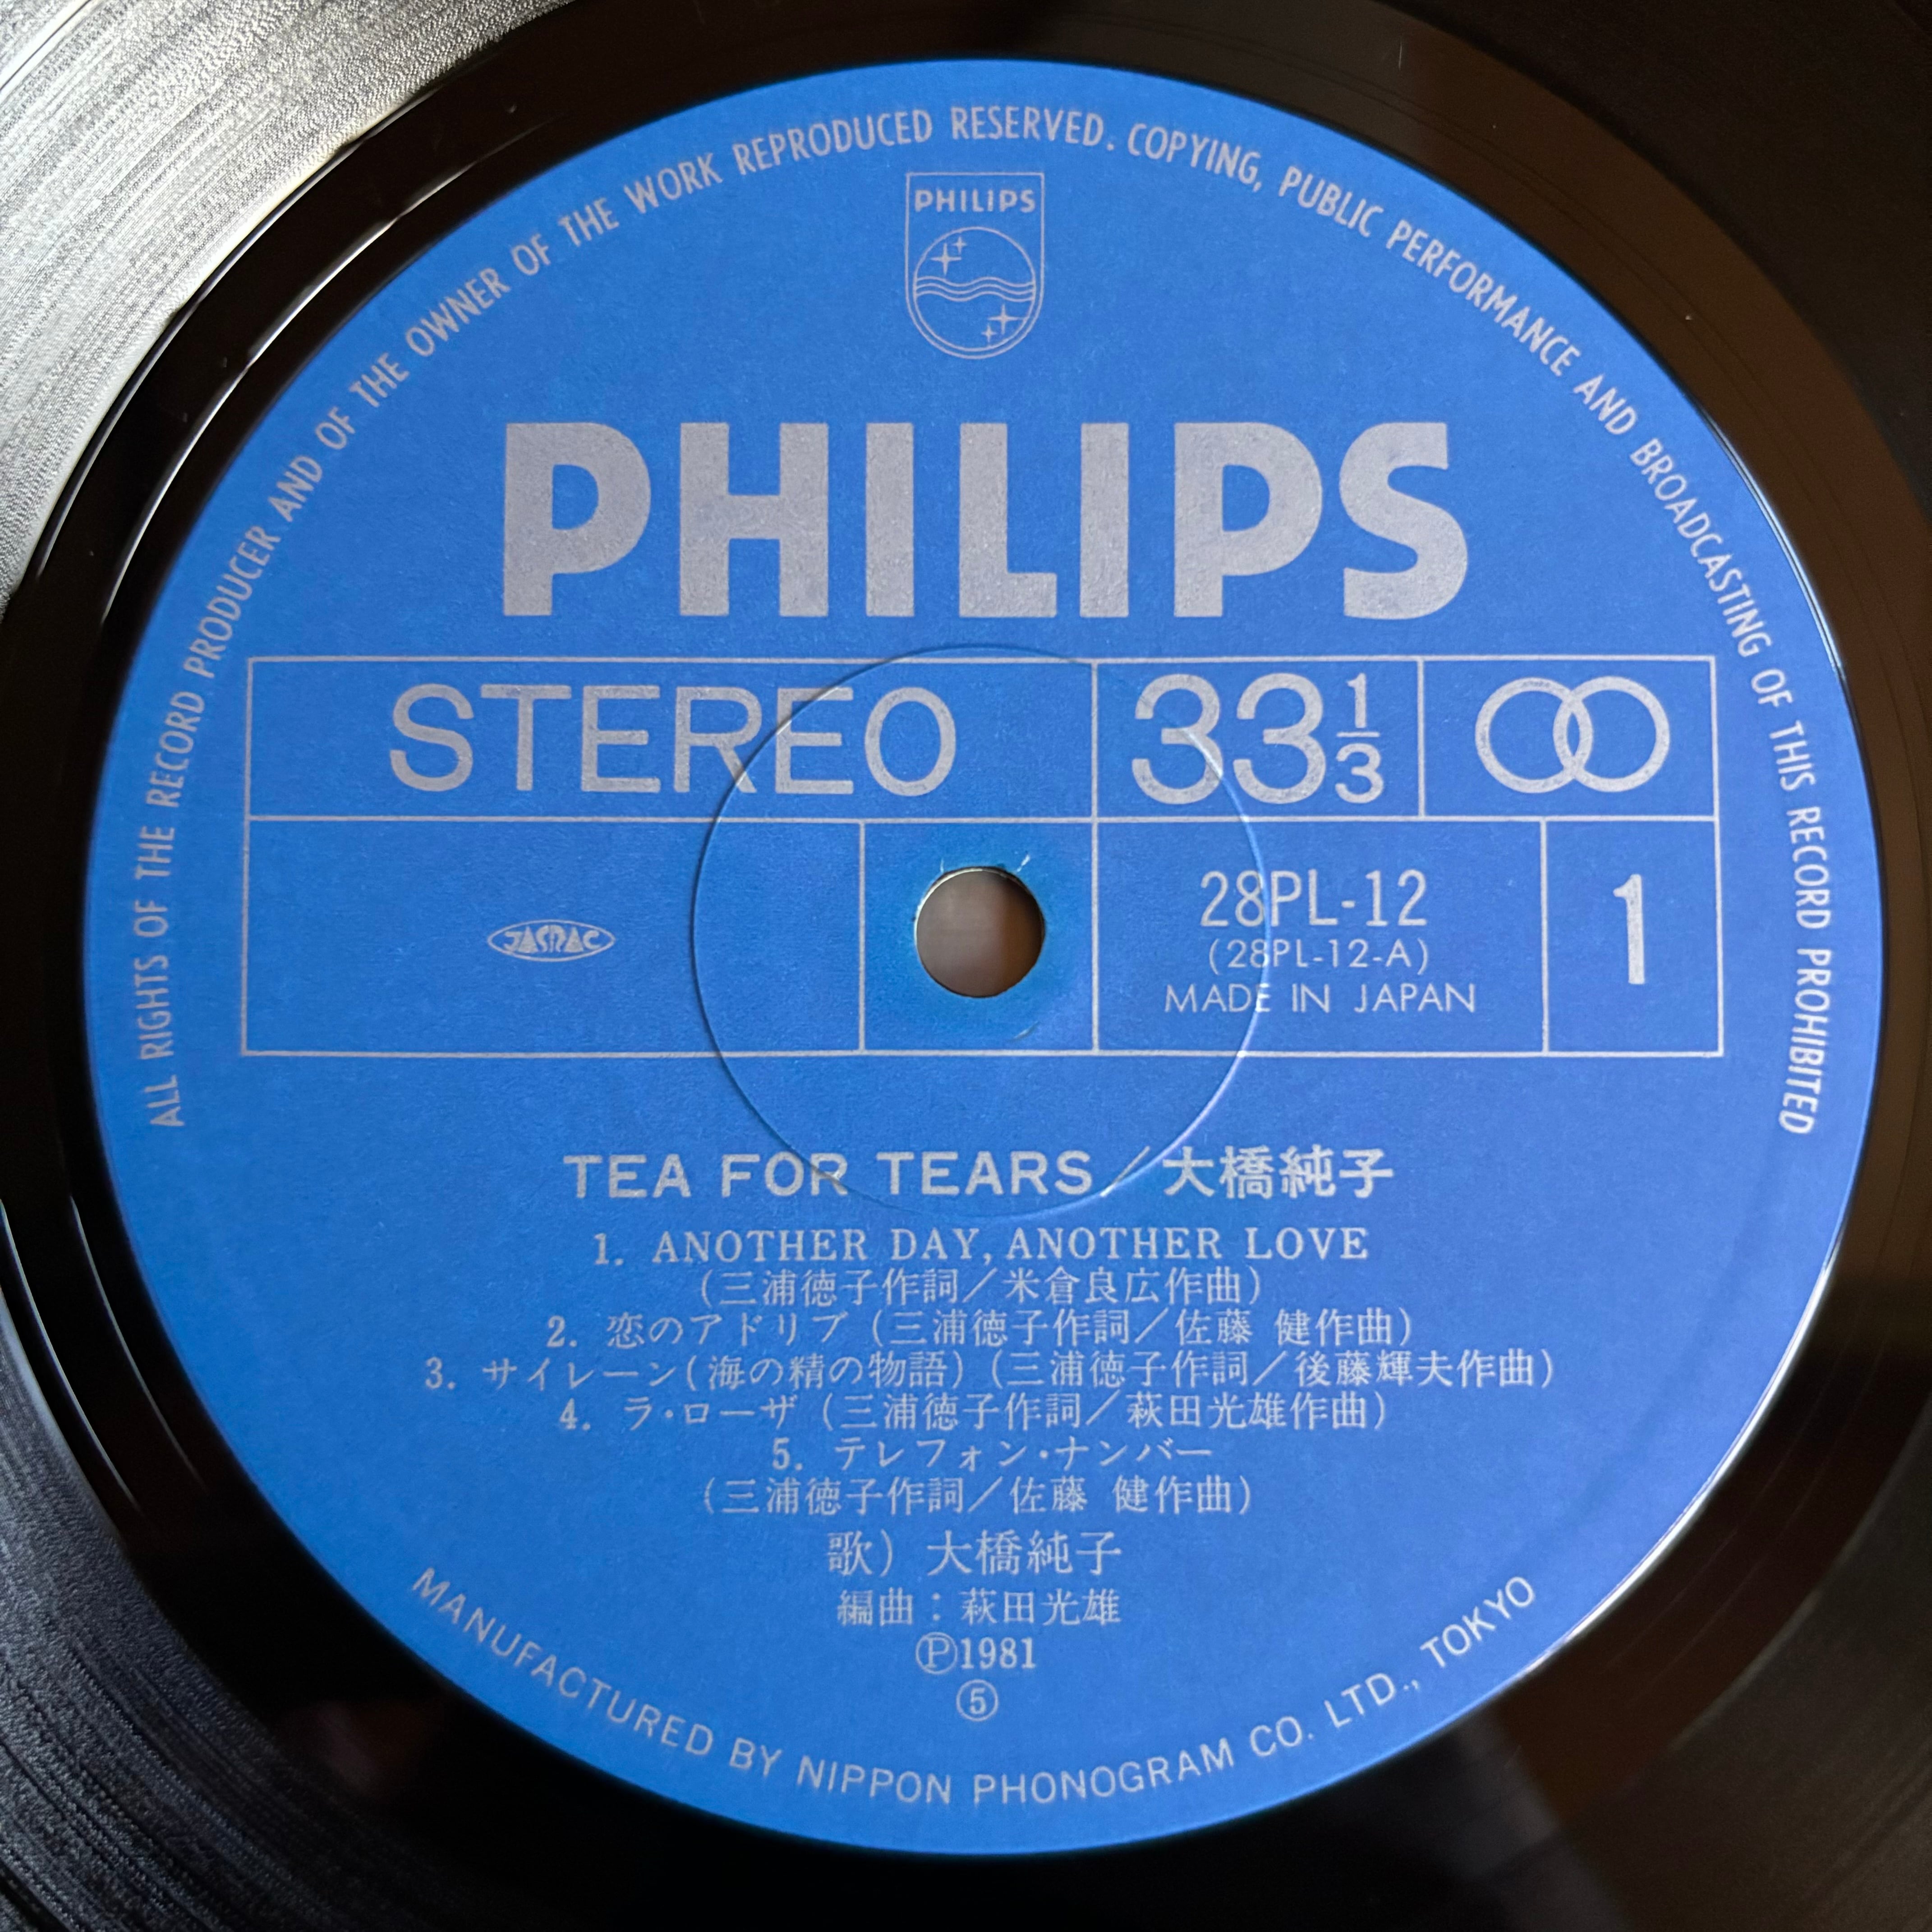 ALL RIGHTS OF THE RECORD PRODUCER AND OF THE OWNER OF THE WORK REPRODUCED RESERVED. COPYING, PUBLIC PERFORMANCE AND BROADCASTING OF THIS RECORD PROHIBITED
PHILIPS
PHILIPS
STEREO
33 1/3
JASRAC
28PL-12
(28PL-12-A)
MADE IN JAPAN
1
TEA FOR TEARS／大橋純子
1. ANOTHER DAY, ANOTHER LOVE
(三浦徳子作詞／米倉良広作曲)
2. 恋のアドリブ (三浦徳子作詞／佐藤 健作曲)
3. サイレーン(海の精の物語) (三浦徳子作詞／後藤輝夫作曲)
4. ラ・ローザ (三浦徳子作詞／萩田光雄作曲)
5. テレフォン・ナンバー
(三浦徳子作詞／佐藤 健作曲)
歌) 大橋純子
編曲：萩田光雄
Ⓟ1981
⑤
MANUFACTURED BY NIPPON PHONOGRAM CO. LTD., TOKYO